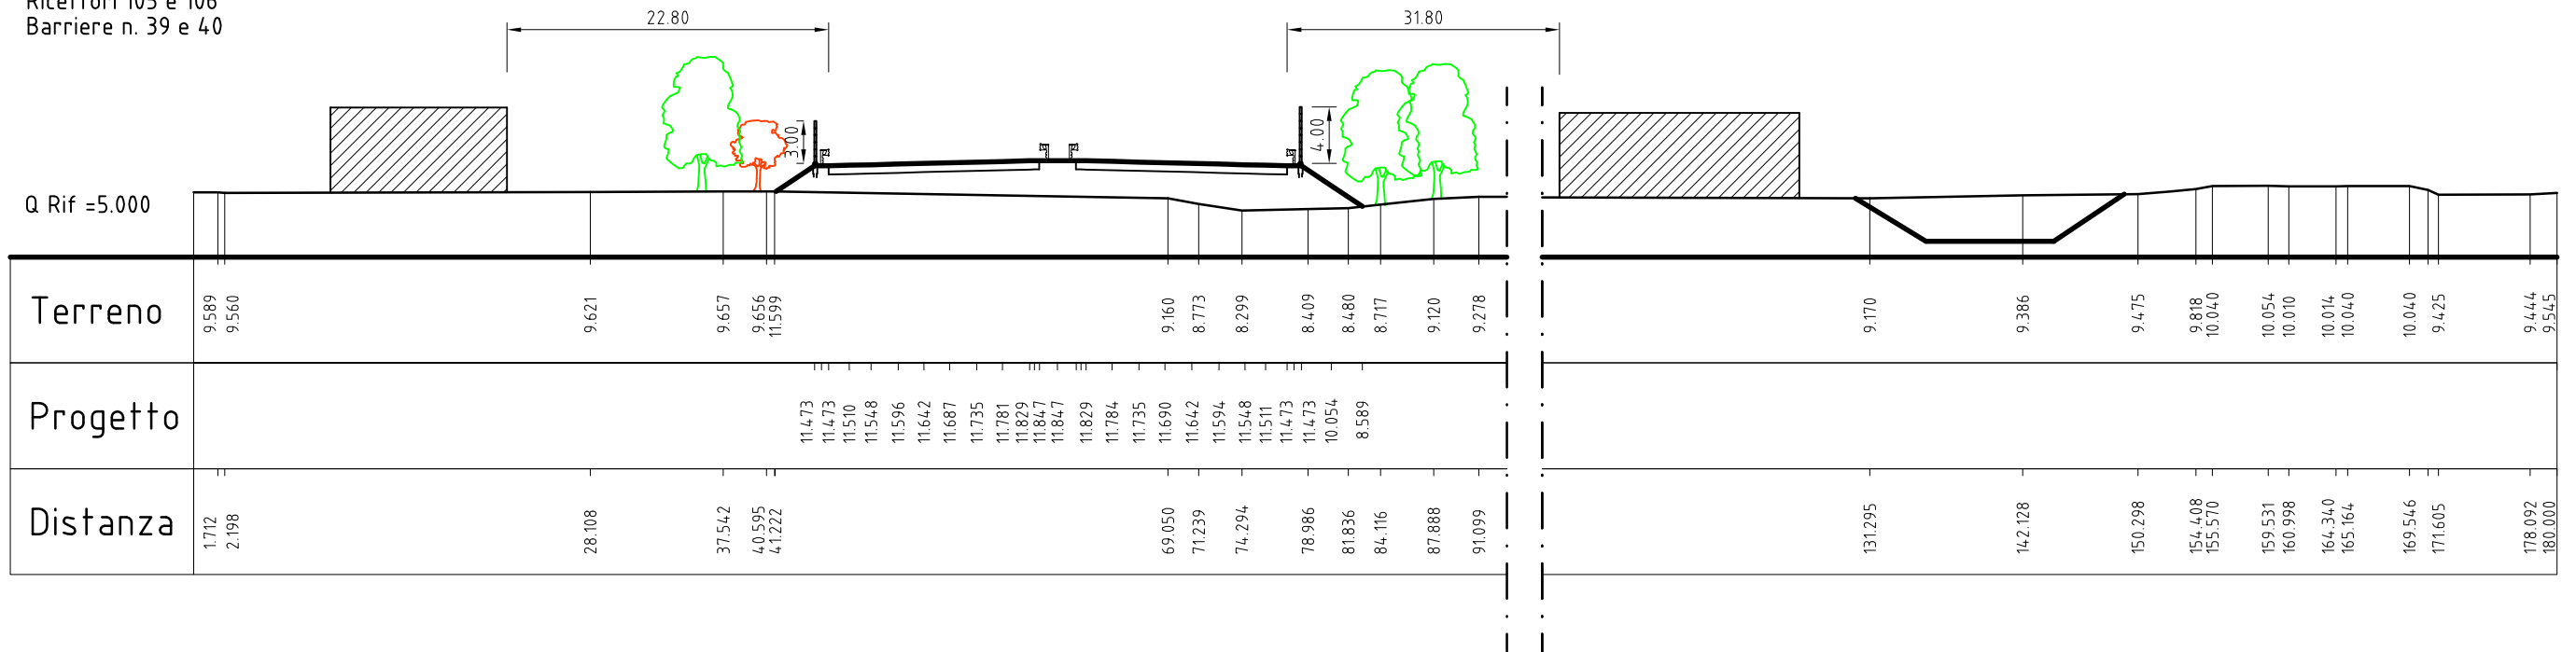 Ricettori 105 e 106
Barriere n. 39 e 40
22.80
31.80
3.00
4.00
Q Rif =5.000
Terreno
9.589 9.560 9.621 9.657 9.656 11.599 9.160 8.773 8.299 8.409 8.480 8.717 9.120 9.278 9.170 9.386 9.475 9.818 10.040 10.054 10.010 10.014 10.040 10.040 9.425 9.444 9.545
Progetto
11.473 11.473 11.510 11.548 11.596 11.642 11.687 11.735 11.781 11.829 11.847 11.847 11.829 11.784 11.735 11.690 11.642 11.594 11.548 11.511 11.473 11.473 10.054 8.589
Distanza
1.712 2.198 28.108 37.542 40.595 41.222 69.050 71.239 74.294 78.986 81.836 84.116 87.888 91.099 131.295 142.128 150.298 154.408 155.570 159.531 160.998 164.340 165.164 169.546 171.605 178.092 180.000